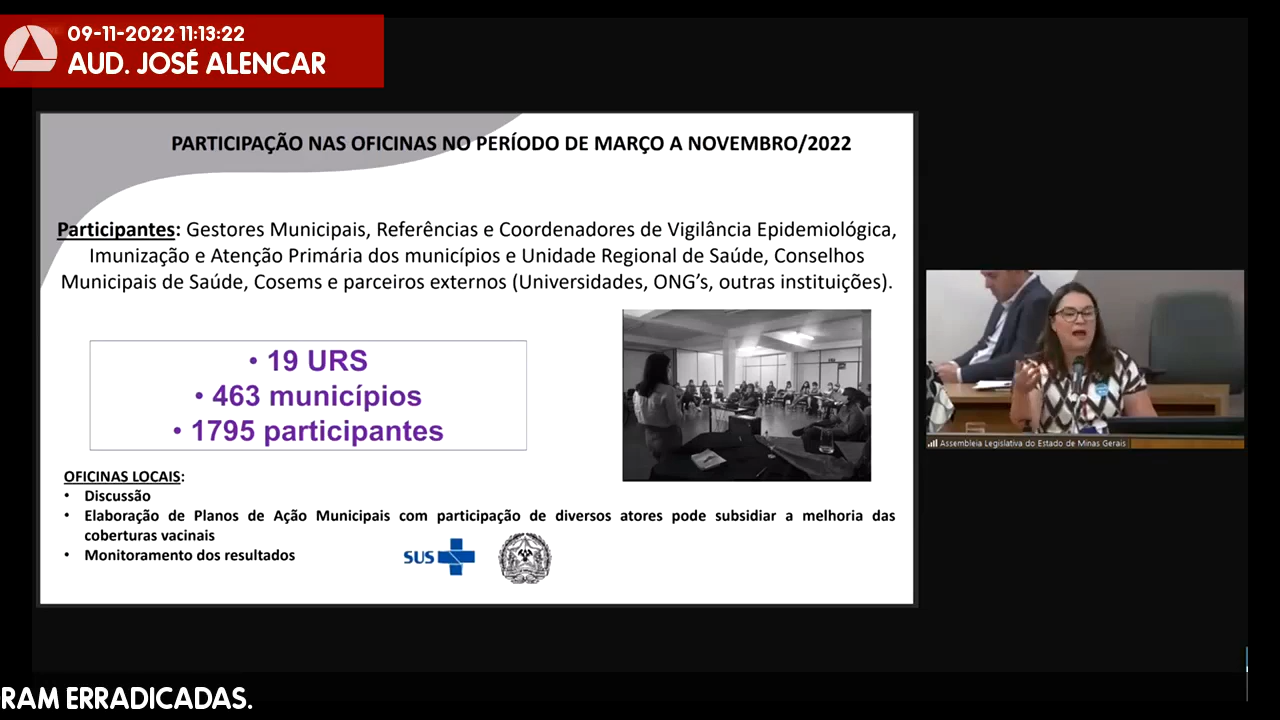 09-11-2022 11:13:22
AUD. JOSÉ ALENCAR
PARTICIPAÇÃO NAS OFICINAS NO PERÍODO DE MARÇO A NOVEMBRO/2022
Participantes: Gestores Municipais, Referências e Coordenadores de Vigilância Epidemiológica,
Imunização e Atenção Primária dos municípios e Unidade Regional de Saúde, Conselhos
Municipais de Saúde, Cosems e parceiros externos (Universidades, ONG’s, outras instituições).
• 19 URS
• 463 municípios
• 1795 participantes
OFICINAS LOCAIS:
• Discussão
• Elaboração de Planos de Ação Municipais com participação de diversos atores pode subsidiar a melhoria das
coberturas vacinais
• Monitoramento dos resultados
SUS
Assembleia Legislativa do Estado de Minas Gerais
RAM ERRADICADAS.